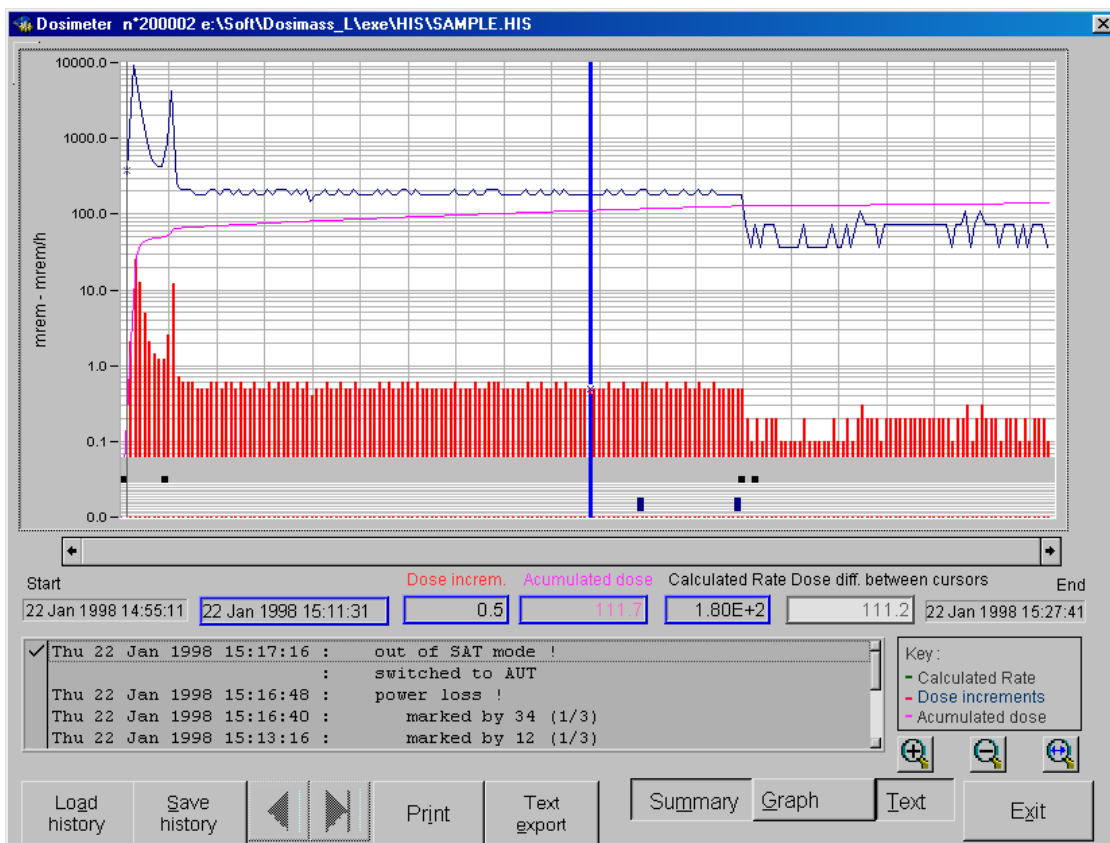 Dosimeter n*200002 e:\Soft\Dosimass_L\exe\HIS\SAMPLE.HIS
10000.0
1000.0
100.0
10.0
1.0
0.1
0.0
mrem - mrem/h
Start
Dose increm.
Acumulated dose
Calculated Rate
Dose diff. between cursors
End
22 Jan 1998 14:55:11
22 Jan 1998 15:11:31
0.5
111.7
1.80E+2
111.2
22 Jan 1998 15:27:41
Thu 22 Jan 1998 15:17:16 : out of SAT mode !
: switched to AUT
Thu 22 Jan 1998 15:16:48 : power loss !
Thu 22 Jan 1998 15:16:40 : marked by 34 (1/3)
Thu 22 Jan 1998 15:13:16 : marked by 12 (1/3)
Key :
- Calculated Rate
- Dose increments
- Acumulated dose
Load history
Save history
Print
Text export
Summary
Graph
Text
Exit